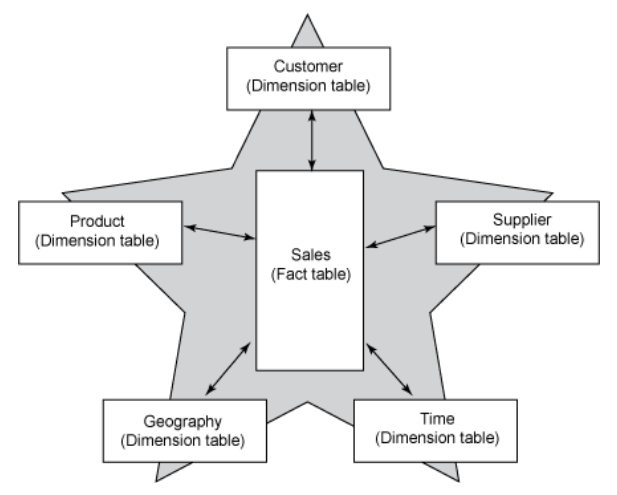 Customer
(Dimension table)
Product
(Dimension table)
Supplier
(Dimension table)
Sales
(Fact table)
Geography
(Dimension table)
Time
(Dimension table)